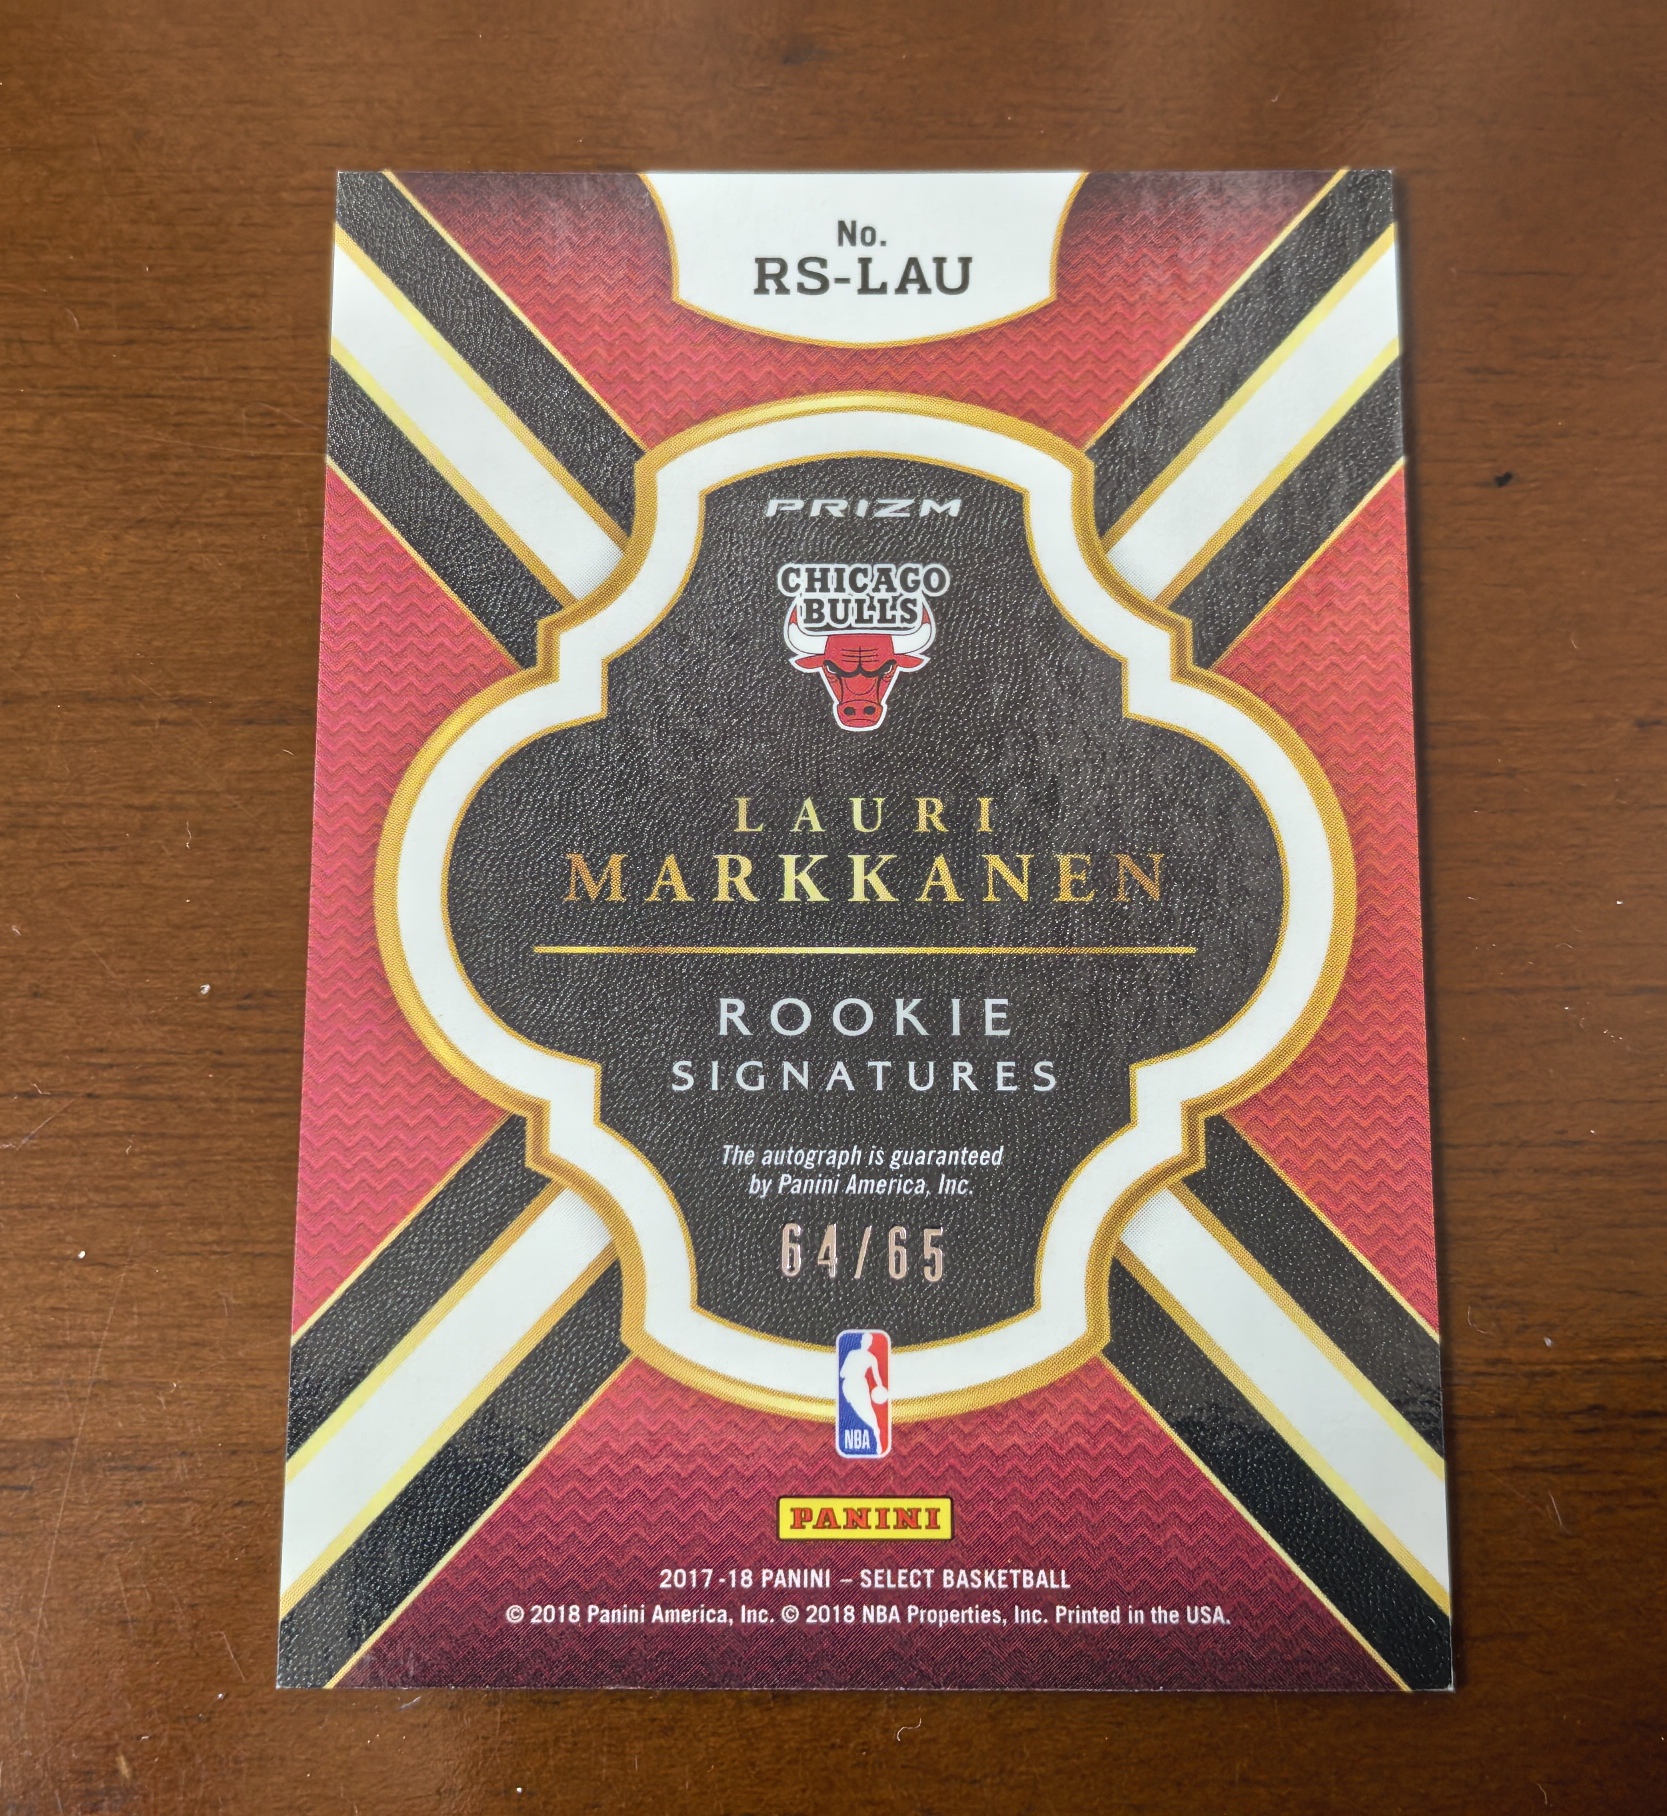 No.
RS-LAU
PRIZM
CHICAGO
BULLS
LAURI
MARKKANEN
ROOKIE
SIGNATURES
The autograph is guaranteed
by Panini America, Inc.
64/65
NBA
PANINI
2017-18 PANINI – SELECT BASKETBALL
© 2018 Panini America, Inc. © 2018 NBA Properties, Inc. Printed in the USA.